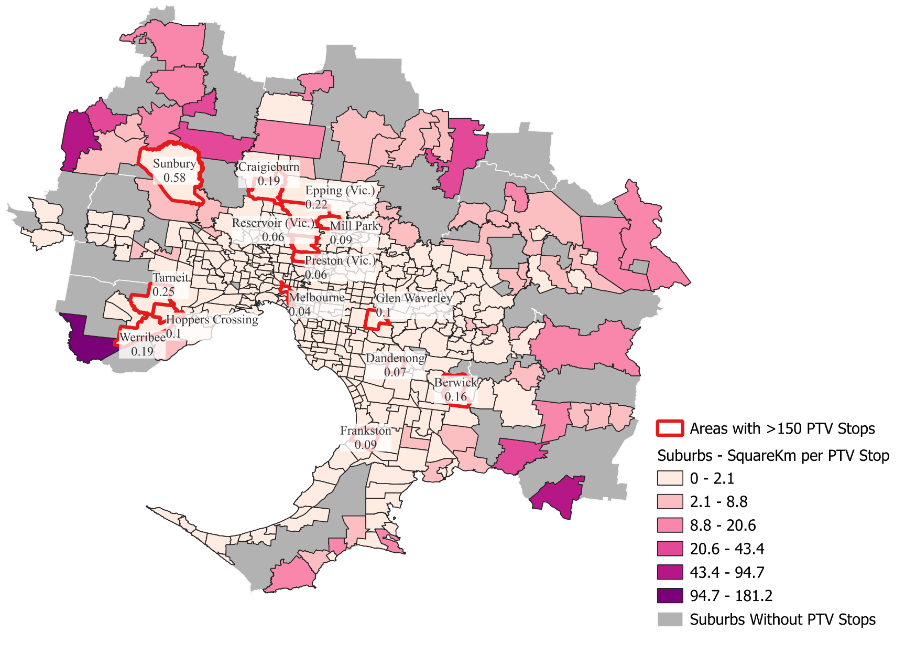 Sunbury
0.58
Craigieburn
0.19
Epping (Vic.)
0.22
Reservoir (Vic.)
0.06
Mill Park
0.09
Preston (Vic.)
0.06
Tarneit
0.25
Melbourne
0.04
Glen Waverley
0.1
Hoppers Crossing
0.1
Werribee
0.19
Dandenong
0.07
Berwick
0.16
Frankston
0.09
Areas with >150 PTV Stops
Suburbs - SquareKm per PTV Stop
0 - 2.1
2.1 - 8.8
8.8 - 20.6
20.6 - 43.4
43.4 - 94.7
94.7 - 181.2
Suburbs Without PTV Stops